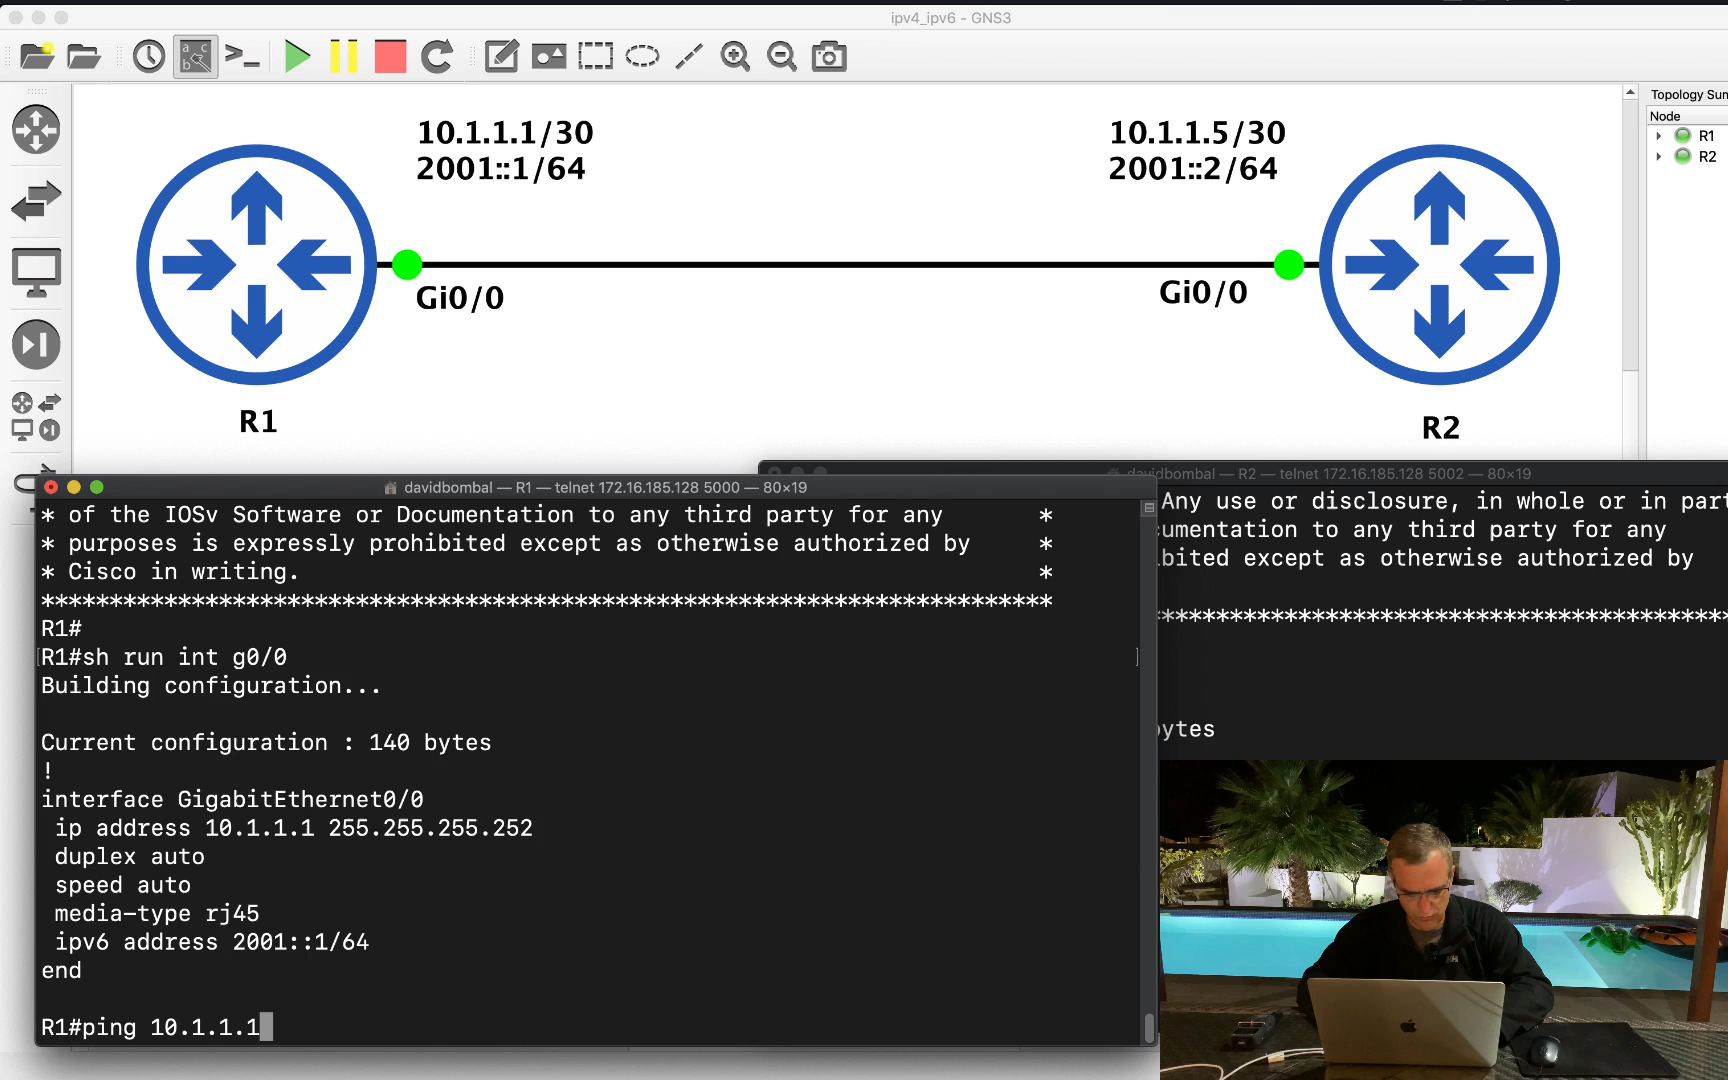 ipv4_ipv6 - GNS3
10.1.1.1/30
2001::1/64
10.1.1.5/30
2001::2/64
Gi0/0
Gi0/0
R1
R2
Topology Sum
Node
R1
R2
davidbombal — R1 — telnet 172.16.185.128 5000 — 80×19
* of the IOSv Software or Documentation to any third party for any *
* purposes is expressly prohibited except as otherwise authorized by *
* Cisco in writing. *
**************************************************************************
R1#
R1#sh run int g0/0
Building configuration...
Current configuration : 140 bytes
!
interface GigabitEthernet0/0
ip address 10.1.1.1 255.255.255.252
duplex auto
speed auto
media-type rj45
ipv6 address 2001::1/64
end
R1#ping 10.1.1.1
davidbombal — R2 — telnet 172.16.185.128 5002 — 80×19
Any use or disclosure, in whole or in part
cumentation to any third party for any
bited except as otherwise authorized by
******************************************
bytes